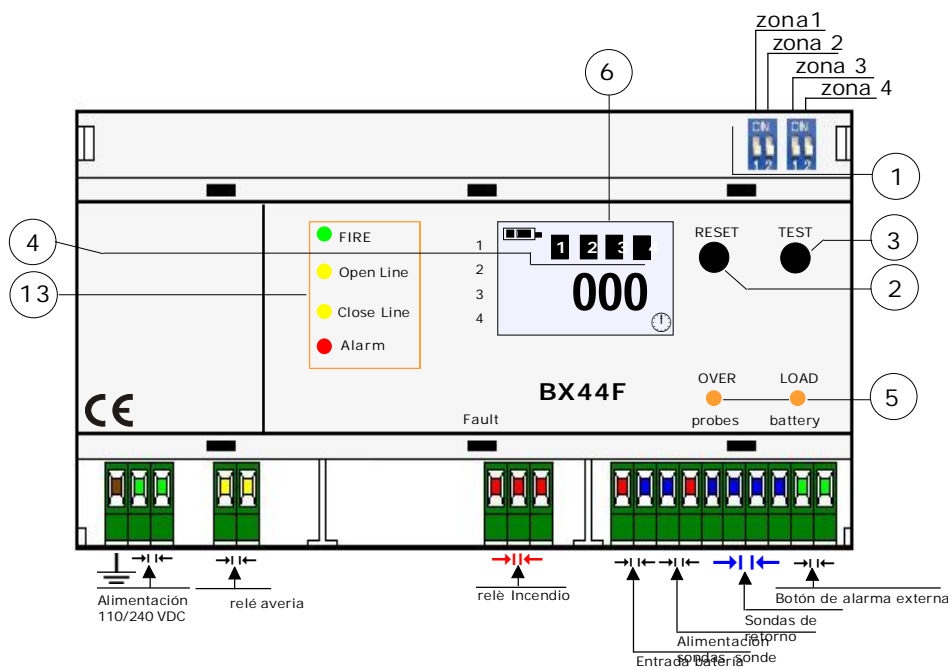 zona1
zona 2
zona 3
zona 4
6
1
ON ON
1 2 1 2
4
13
FIRE
Open Line
Close Line
Alarm
1
2
3
4
1 2 3 4
000
RESET
TEST
3
2
OVER
LOAD
probes
battery
5
BX44F
Fault
CE
Alimentación
110/240 VDC
relé averia
relè Incendio
Botón de alarma externa
Sondas de
retorno
Alimentación
sondas sonde
Entrada batería